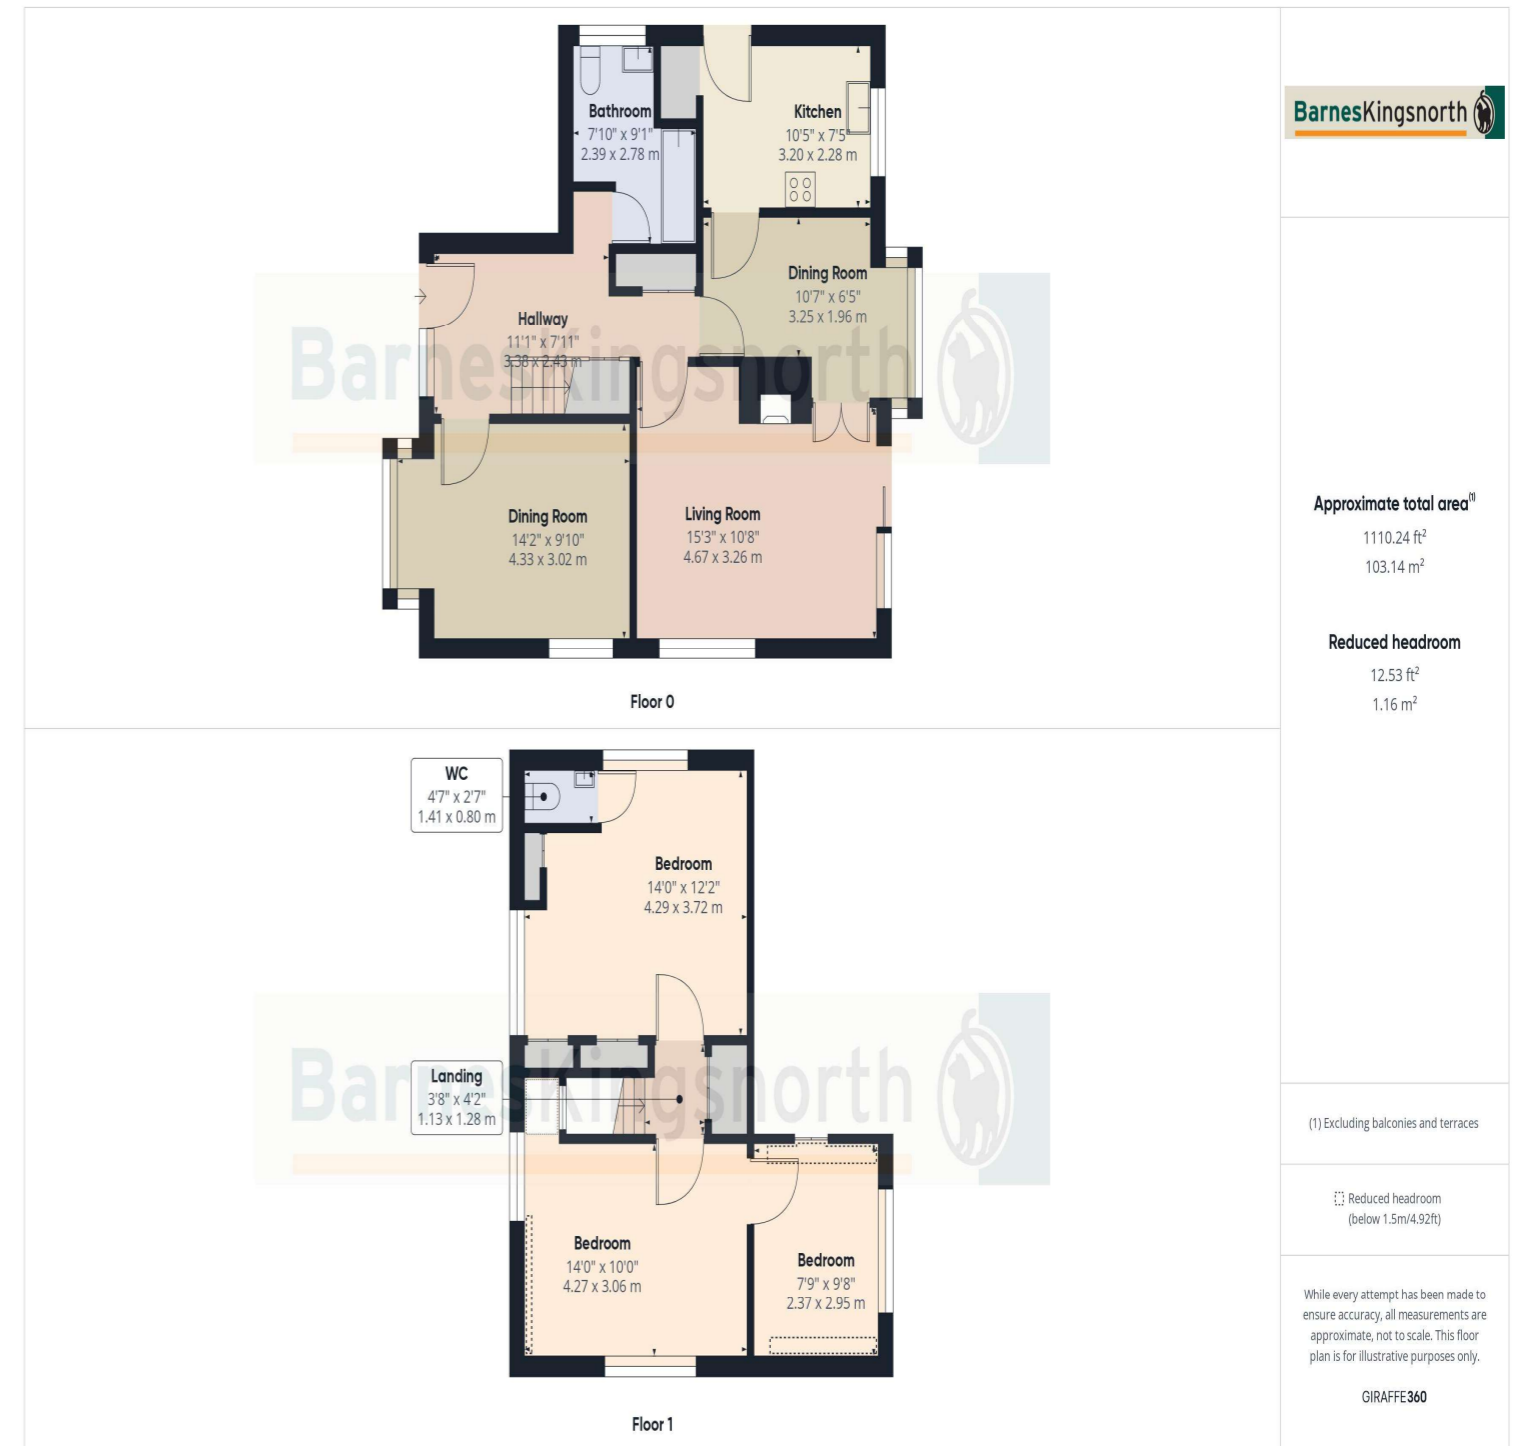 Bathroom
7'10" x 9'1"
2.39 x 2.78 m
Kitchen
10'5" x 7'5"
3.20 x 2.28 m
Dining Room
10'7" x 6'5"
3.25 x 1.96 m
Hallway
11'1" x 7'11"
3.38 x 2.43 m
BarnesKingsnorth
Dining Room
14'2" x 9'10"
4.33 x 3.02 m
Living Room
15'3" x 10'8"
4.67 x 3.26 m
Floor 0
WC
4'7" x 2'7"
1.41 x 0.80 m
Bedroom
14'0" x 12'2"
4.29 x 3.72 m
Landing
3'8" x 4'2"
1.13 x 1.28 m
BarnesKingsnorth
Bedroom
14'0" x 10'0"
4.27 x 3.06 m
Bedroom
7'9" x 9'8"
2.37 x 2.95 m
Floor 1
BarnesKingsnorth
Approximate total area(1)
1110.24 ft²
103.14 m²
Reduced headroom
12.53 ft²
1.16 m²
(1) Excluding balconies and terraces
Reduced headroom
(below 1.5m/4.92ft)
While every attempt has been made to
ensure accuracy, all measurements are
approximate, not to scale. This floor
plan is for illustrative purposes only.
GIRAFFE360